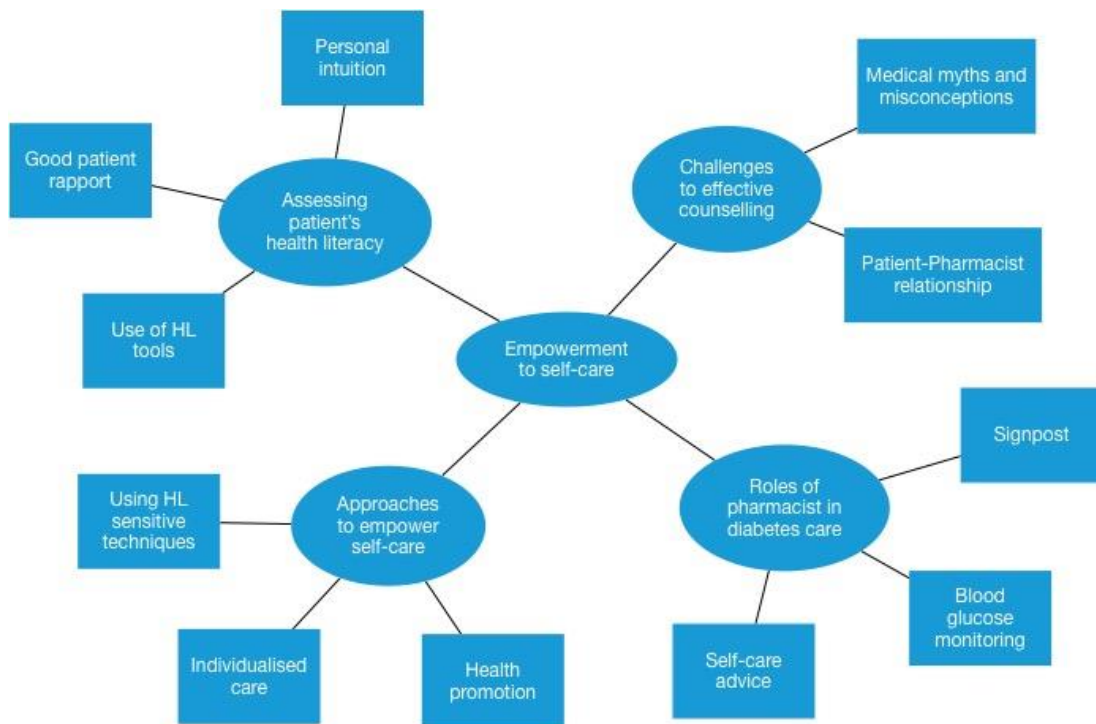 Personal
intuition
Good patient
rapport
Assessing
patient's
health literacy
Use of HL
tools
Medical myths and
misconceptions
Challenges
to effective
counselling
Patient-Pharmacist
relationship
Empowerment
to self-care
Using HL
sensitive
techniques
Approaches
to empower
self-care
Individualised
care
Health
promotion
Signpost
Roles of
pharmacist in
diabetes care
Blood
glucose
monitoring
Self-care
advice